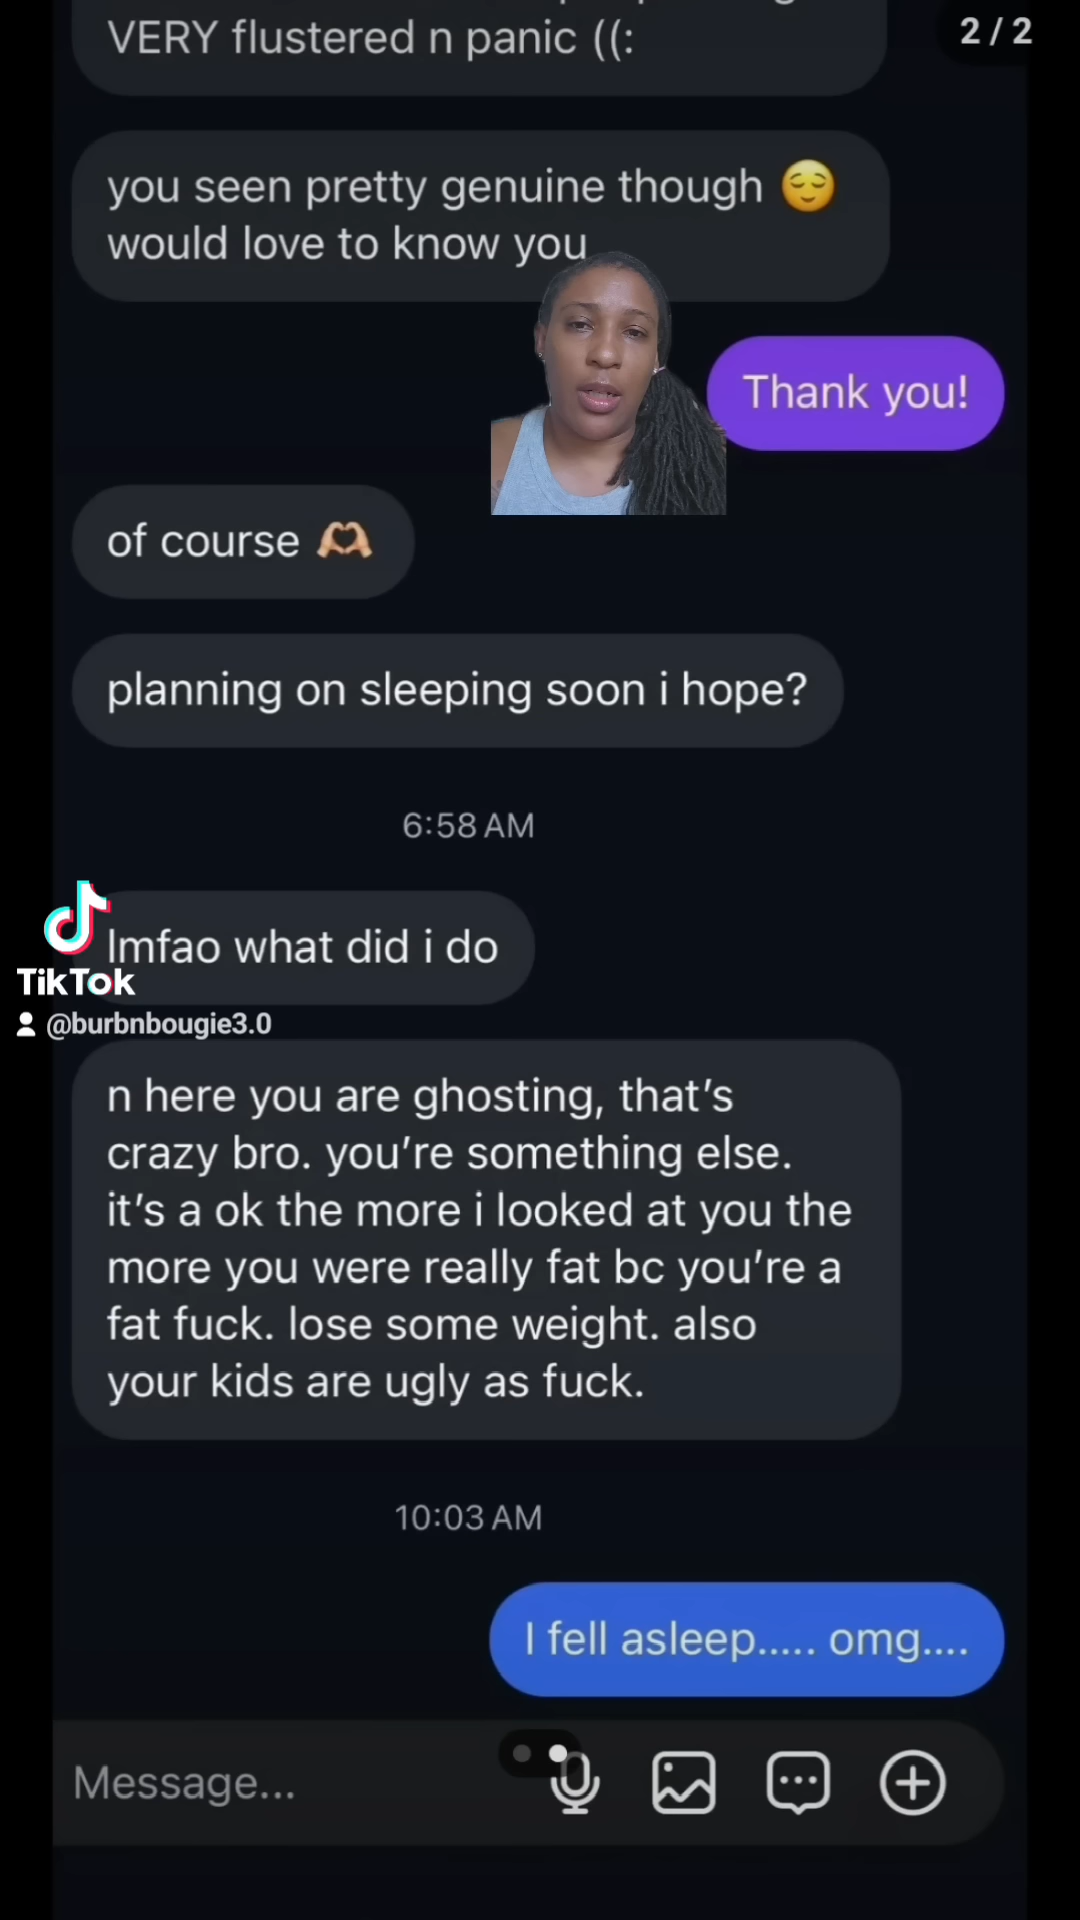 VERY flustered n panic ((:
2 / 2
you seen pretty genuine though 😌
would love to know you
Thank you!
of course 🫶🏼
planning on sleeping soon i hope?
6:58 AM
lmfao what did i do
TikTok
@burbnbougie3.0
n here you are ghosting, that's
crazy bro. you're something else.
it's a ok the more i looked at you the
more you were really fat bc you're a
fat fuck. lose some weight. also
your kids are ugly as fuck.
10:03 AM
I fell asleep..... omg....
Message...